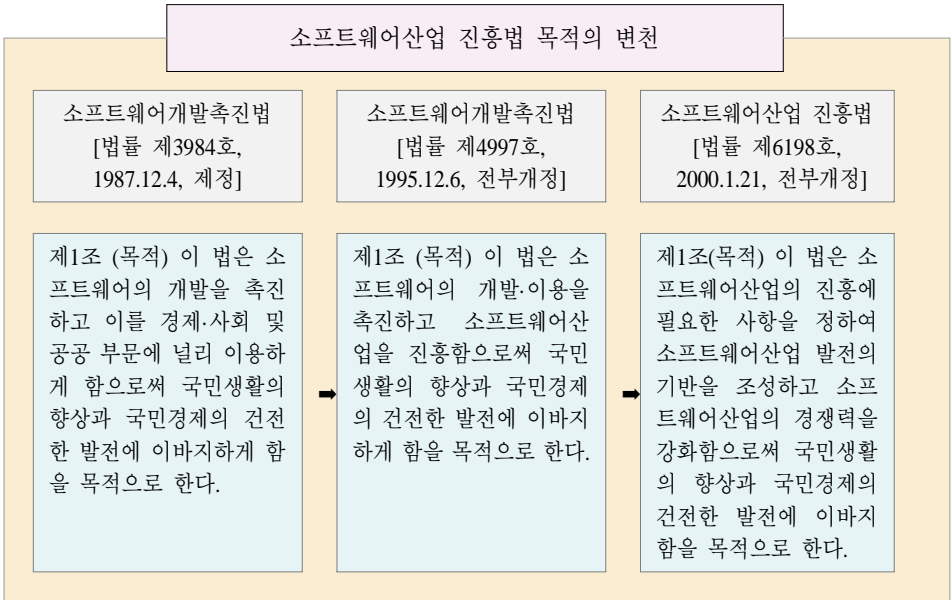 소프트웨어산업 진흥법 목적의 변천
소프트웨어개발촉진법
[법률 제3984호,
1987.12.4, 제정]
소프트웨어개발촉진법
[법률 제4997호,
1995.12.6, 전부개정]
소프트웨어산업 진흥법
[법률 제6198호,
2000.1.21, 전부개정]
제1조 (목적) 이 법은 소
프트웨어의 개발을 촉진
하고 이를 경제·사회 및
공공 부문에 널리 이용하
게 함으로써 국민생활의
향상과 국민경제의 건전
한 발전에 이바지하게 함
을 목적으로 한다.
➡
제1조 (목적) 이 법은 소
프트웨어의 개발·이용을
촉진하고 소프트웨어산
업을 진흥함으로써 국민
생활의 향상과 국민경제
의 건전한 발전에 이바지
하게 함을 목적으로 한다.
➡
제1조(목적) 이 법은 소
프트웨어산업의 진흥에
필요한 사항을 정하여
소프트웨어산업 발전의
기반을 조성하고 소프
트웨어산업의 경쟁력을
강화함으로써 국민생활
의 향상과 국민경제의
건전한 발전에 이바지
함을 목적으로 한다.